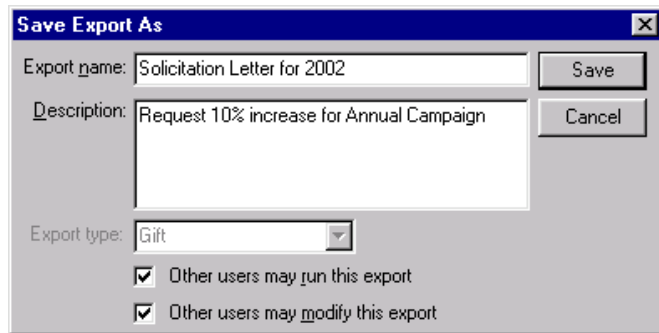 Save Export As
Export name: Solicitation Letter for 2002
Save
Description: Request 10% increase for Annual Campaign
Cancel
Export type: Gift
Other users may run this export
Other users may modify this export